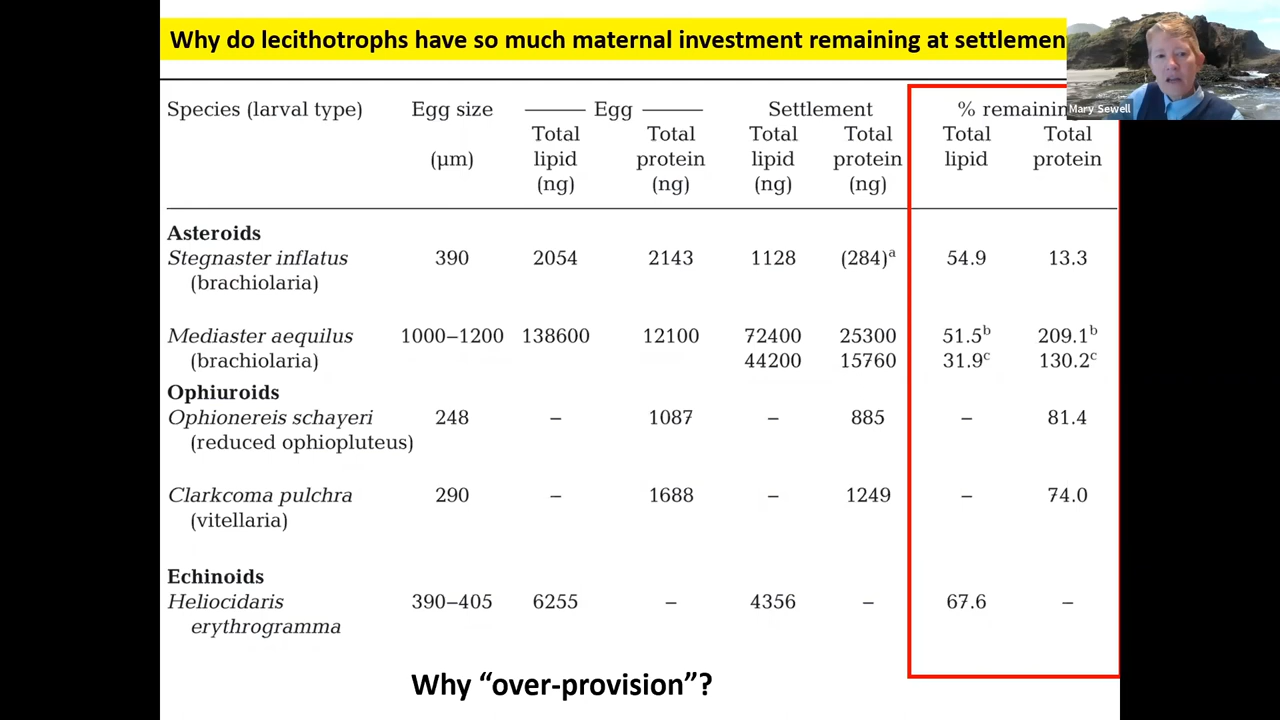 Why do lecithotrophs have so much maternal investment remaining at settlemen
Mary Sewell
Species (larval type) Egg size Egg Settlement % remaining
Total Total Total Total Total Total
(μm) lipid protein lipid protein lipid protein
(ng) (ng) (ng) (ng)
Asteroids
Stegnaster inflatus 390 2054 2143 1128 (284)ᵃ 54.9 13.3
(brachiolaria)
Mediaster aequilus 1000–1200 138600 12100 72400 25300 51.5ᵇ 209.1ᵇ
(brachiolaria) 44200 15760 31.9ᶜ 130.2ᶜ
Ophiuroids
Ophionereis schayeri 248 – 1087 – 885 – 81.4
(reduced ophiopluteus)
Clarkcoma pulchra 290 – 1688 – 1249 – 74.0
(vitellaria)
Echinoids
Heliocidaris 390–405 6255 – 4356 – 67.6 –
erythrogramma
Why “over-provision”?